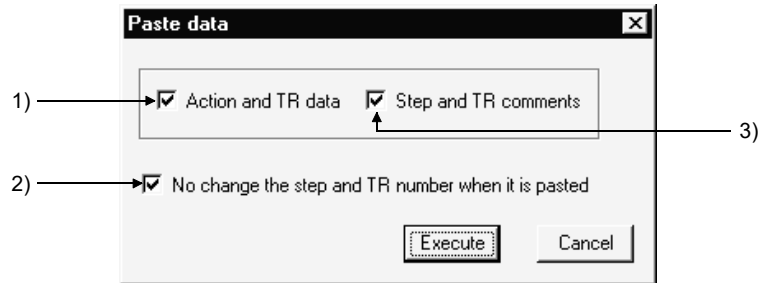 Paste data
1) Action and TR data Step and TR comments
3)
2) No change the step and TR number when it is pasted
Execute Cancel